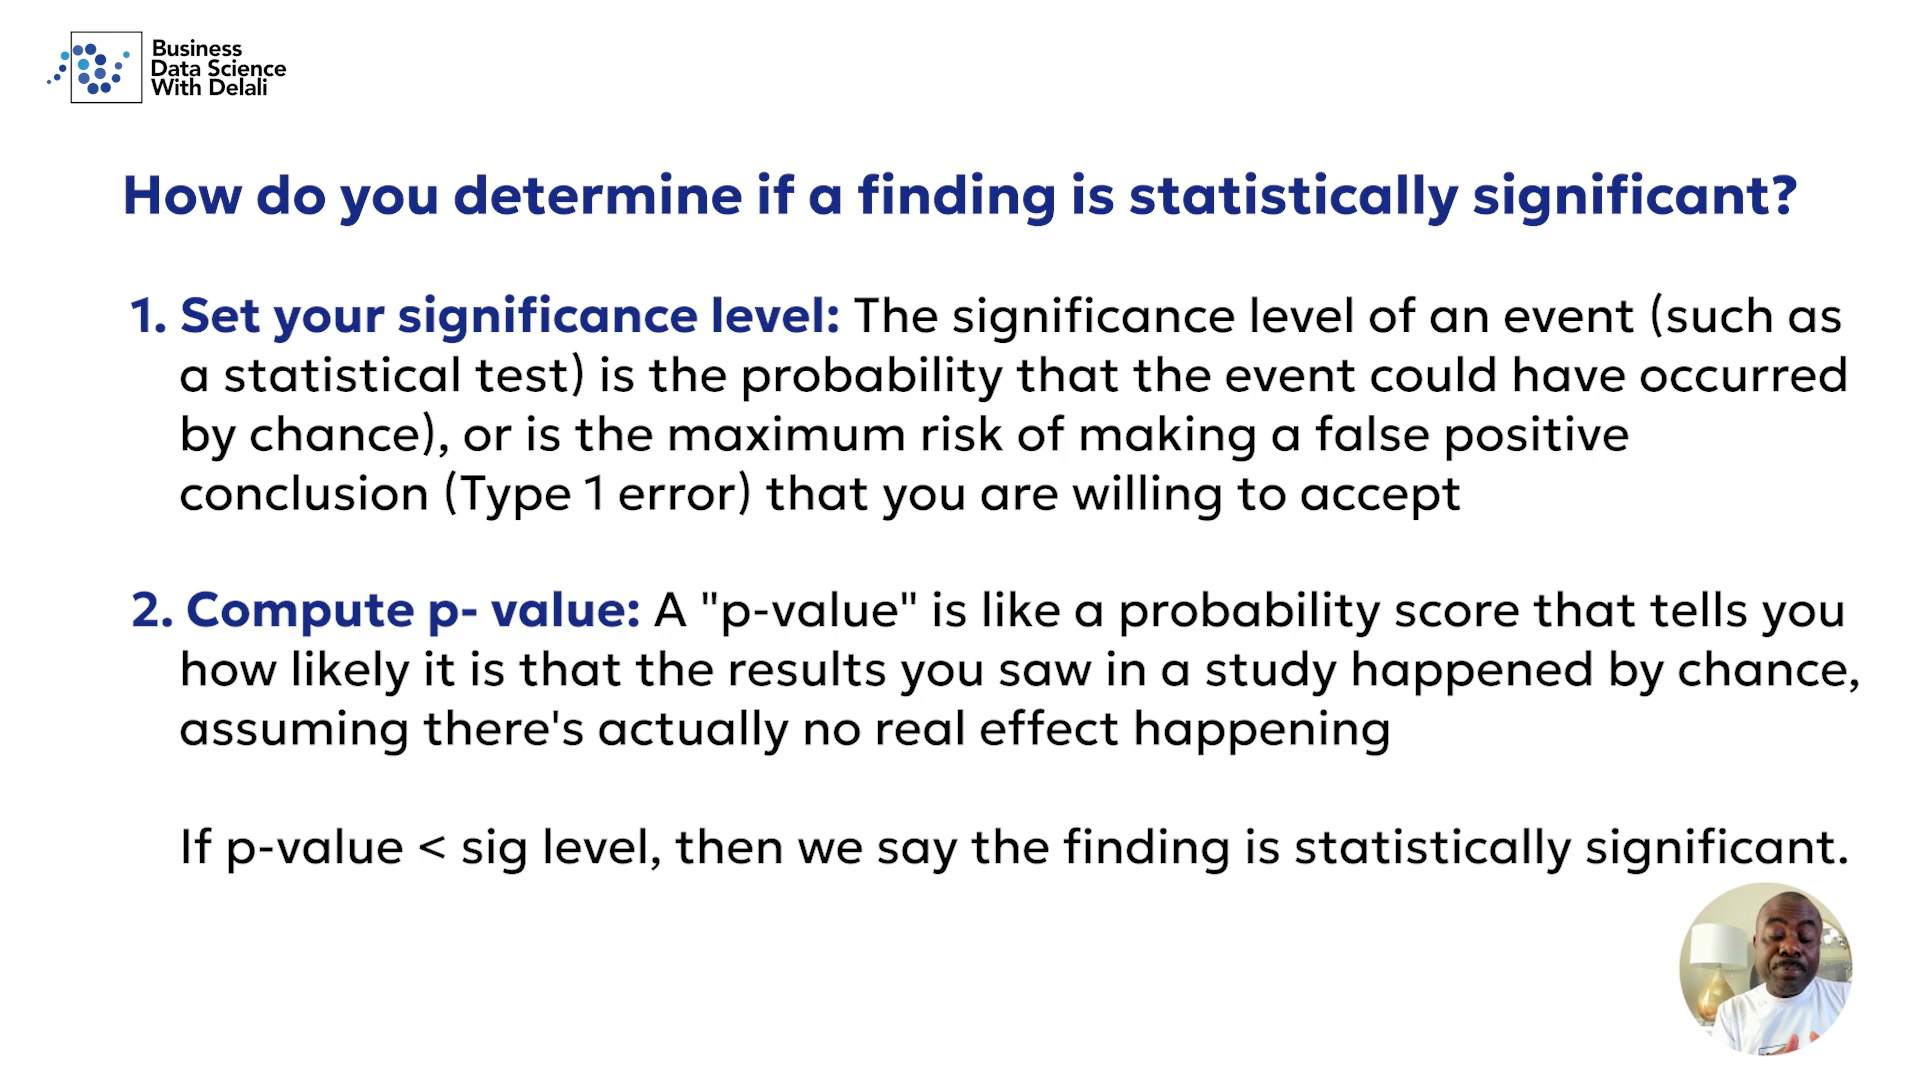 Business
Data Science
With Delali
How do you determine if a finding is statistically significant?
1. Set your significance level: The significance level of an event (such as
a statistical test) is the probability that the event could have occurred
by chance), or is the maximum risk of making a false positive
conclusion (Type 1 error) that you are willing to accept
2. Compute p- value: A "p-value" is like a probability score that tells you
how likely it is that the results you saw in a study happened by chance,
assuming there's actually no real effect happening
If p-value < sig level, then we say the finding is statistically significant.